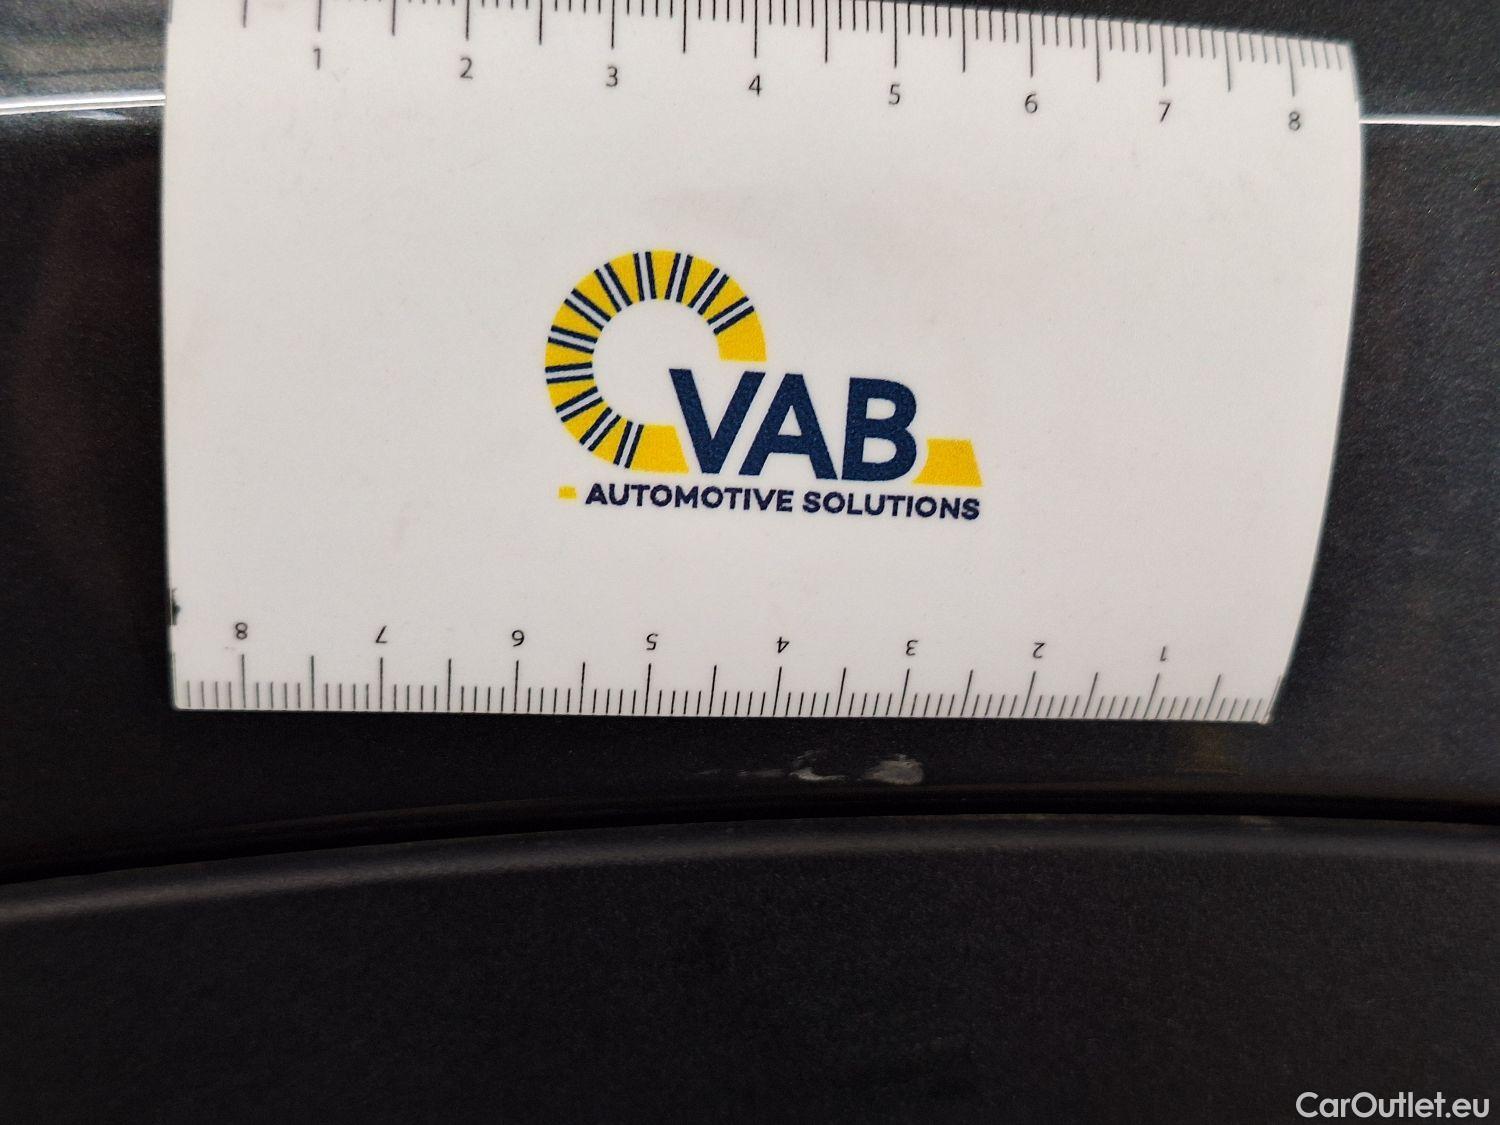 1 2 3 4 5 6 7 8
VAB
AUTOMOTIVE SOLUTIONS
8 7 6 5 4 3 2 1
CarOutlet.eu